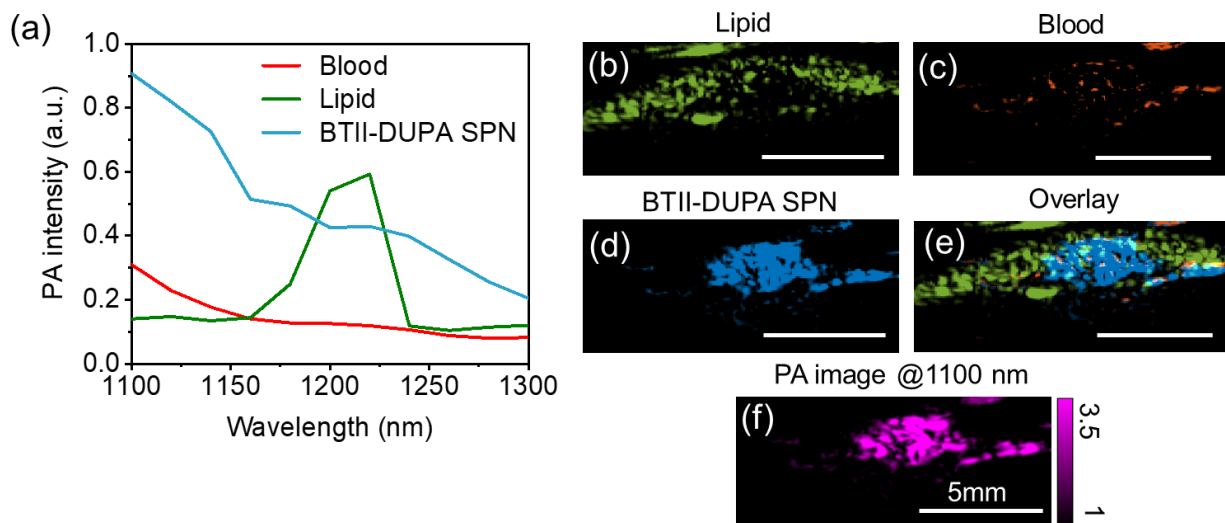 (a)
1.0
0.8
0.6
0.4
0.2
0.0
PA intensity (a.u.)
Blood
Lipid
BTII-DUPA SPN
1100
1150
1200
1250
1300
Wavelength (nm)
Lipid
(b)
Blood
(c)
BTII-DUPA SPN
(d)
Overlay
(e)
PA image @1100 nm
(f)
5mm
3.5
1